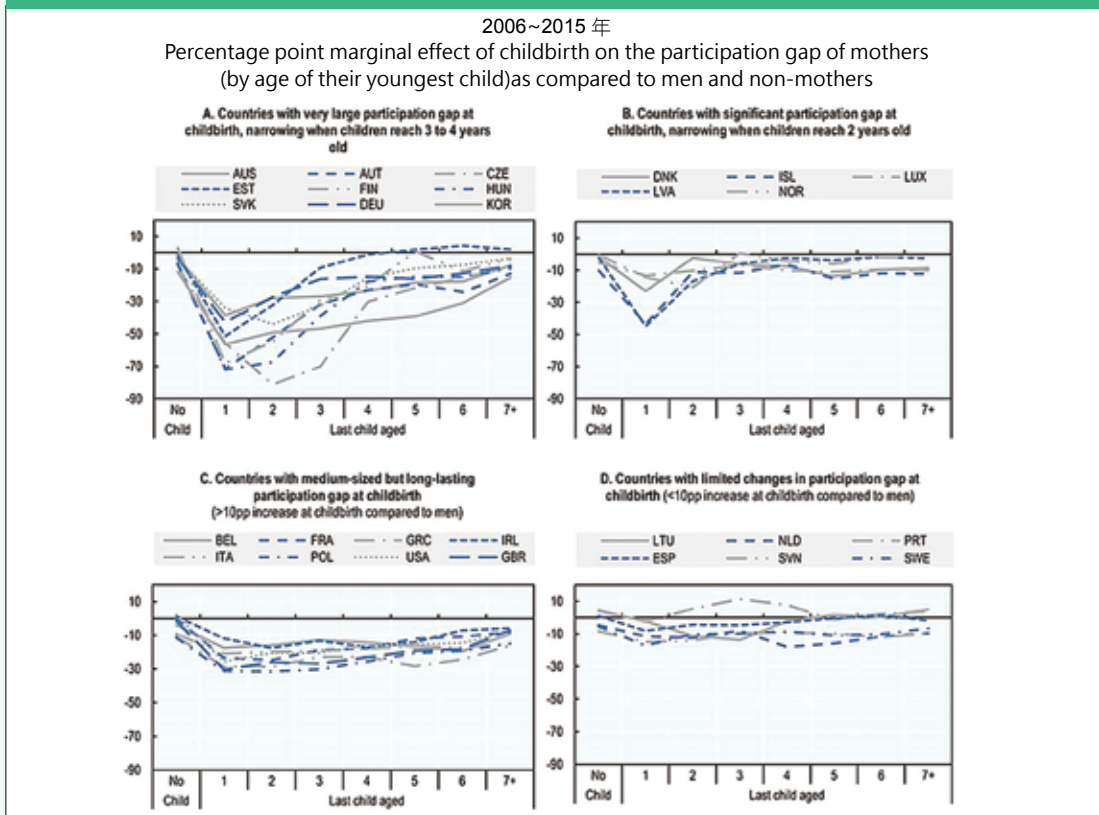 2006~2015 年
Percentage point marginal effect of childbirth on the participation gap of mothers
(by age of their youngest child)as compared to men and non-mothers
A. Countries with very large participation gap at
childbirth, narrowing when children reach 3 to 4 years
old
AUS AUT CZE
EST FIN HUN
SVK DEU KOR
10
-10
-30
-50
-70
-90
No 1 2 3 4 5 6 7+
Child Last child aged
B. Countries with significant participation gap at
childbirth, narrowing when children reach 2 years old
DNK ISL LUX
LVA NOR
10
-10
-30
-50
-70
-90
No 1 2 3 4 5 6 7+
Child Last child aged
C. Countries with medium-sized but long-lasting
participation gap at childbirth
(>10pp increase at childbirth compared to men)
BEL FRA GRC IRL
ITA POL USA GBR
10
-10
-30
-50
-70
-90
No 1 2 3 4 5 6 7+
Child Last child aged
D. Countries with limited changes in participation gap at
childbirth (<10pp increase at childbirth compared to men)
LTU NLD PRT
ESP SVN SWE
10
-10
-30
-50
-70
-90
No 1 2 3 4 5 6 7+
Child Last child aged